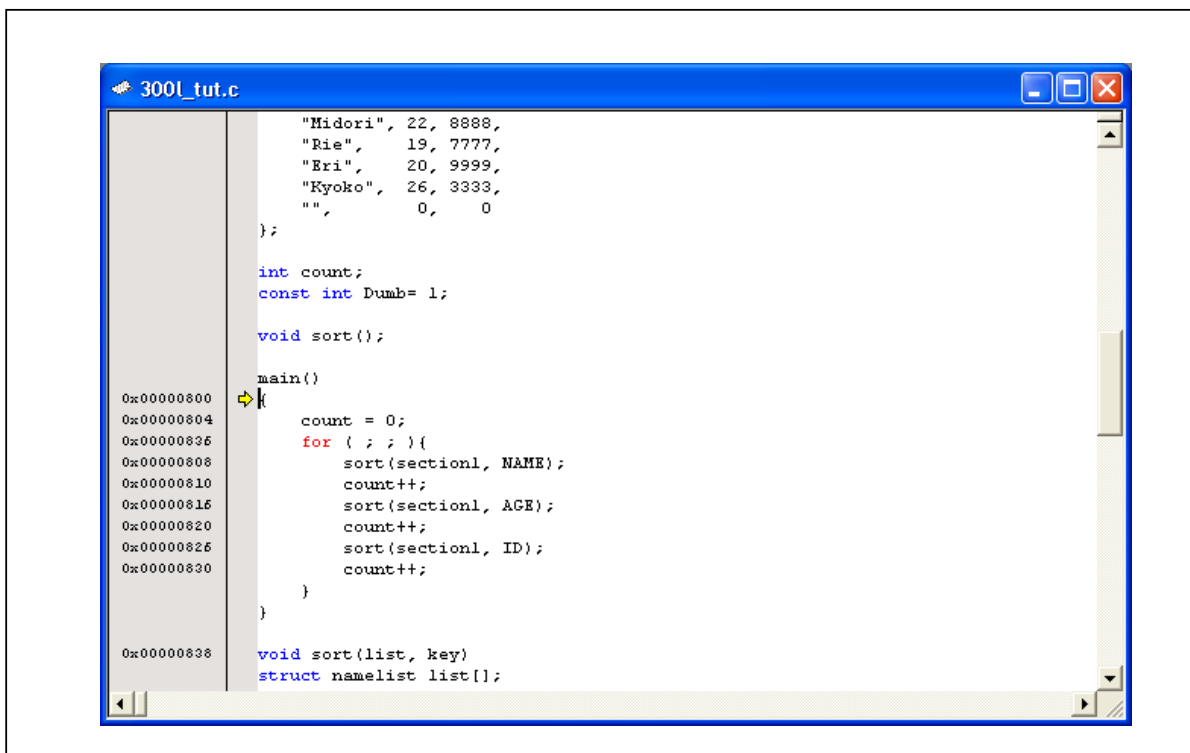 300l_tut.c
"Midori", 22, 8888,
"Rie", 19, 7777,
"Eri", 20, 9999,
"Kyoko", 26, 3333,
"", 0, 0
};
int count;
const int Dumb= 1;
void sort();
main()
0x00000800 {
0x00000804 count = 0;
0x00000836 for ( ; ; ){
0x00000808 sort(section1, NAME);
0x00000810 count++;
0x00000816 sort(section1, AGE);
0x00000820 count++;
0x00000826 sort(section1, ID);
0x00000830 count++;
}
}
0x00000838 void sort(list, key)
struct namelist list[];